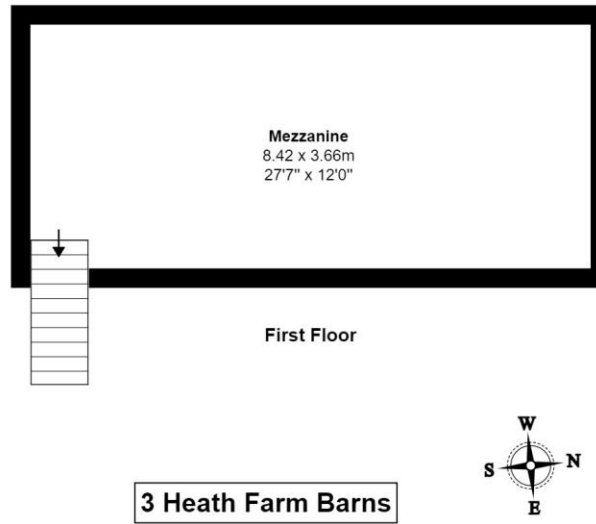 Mezzanine
8.42 x 3.66m
27'7" x 12'0"
First Floor
W
S N
E
3 Heath Farm Barns